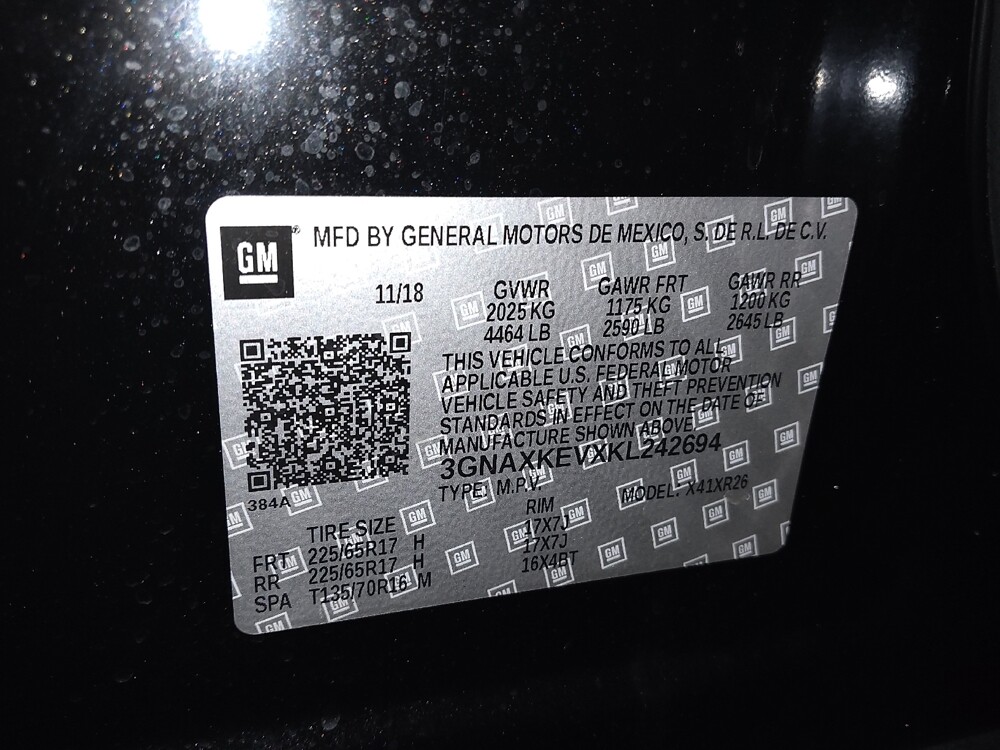 GM
MFD BY GENERAL MOTORS DE MEXICO, S. DE R.L. DE C.V.
11/18 GVWR GAWR FRT GAWR RR
2025 KG 1175 KG 1200 KG
4464 LB 2590 LB 2645 LB
THIS VEHICLE CONFORMS TO ALL
APPLICABLE U.S. FEDERAL MOTOR
VEHICLE SAFETY AND THEFT PREVENTION
STANDARDS IN EFFECT ON THE DATE OF
MANUFACTURE SHOWN ABOVE.
3GNAXKEVXKL242694
TYPE: M.P.V. MODEL: X41XR26
384A
TIRE SIZE RIM
FRT 225/65R17 H 17X7J
RR 225/65R17 H 17X7J
SPA T135/70R16 M 16X4BT